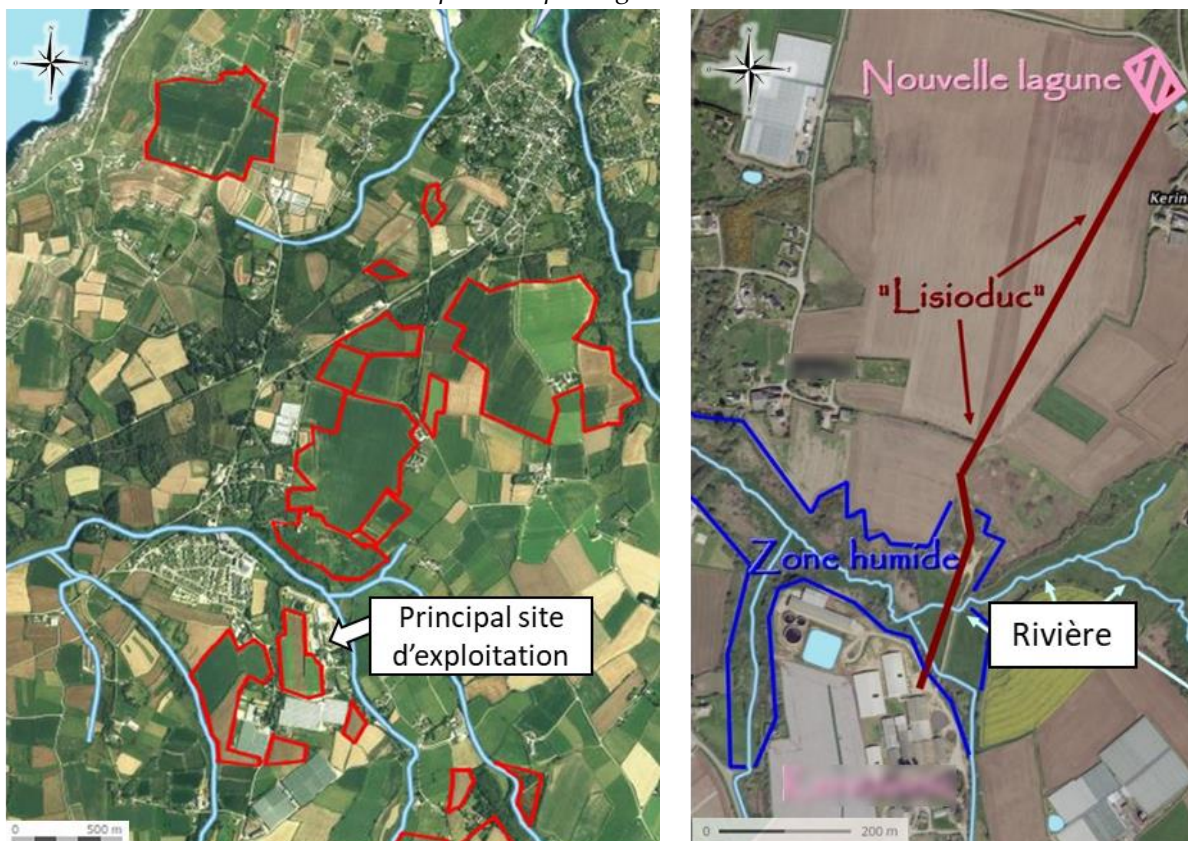 Nouvelle lagune
Kerin
"Lisioduc"
Zone humide
Principal site
d'exploitation
Rivière
0 500 m
0 200 m